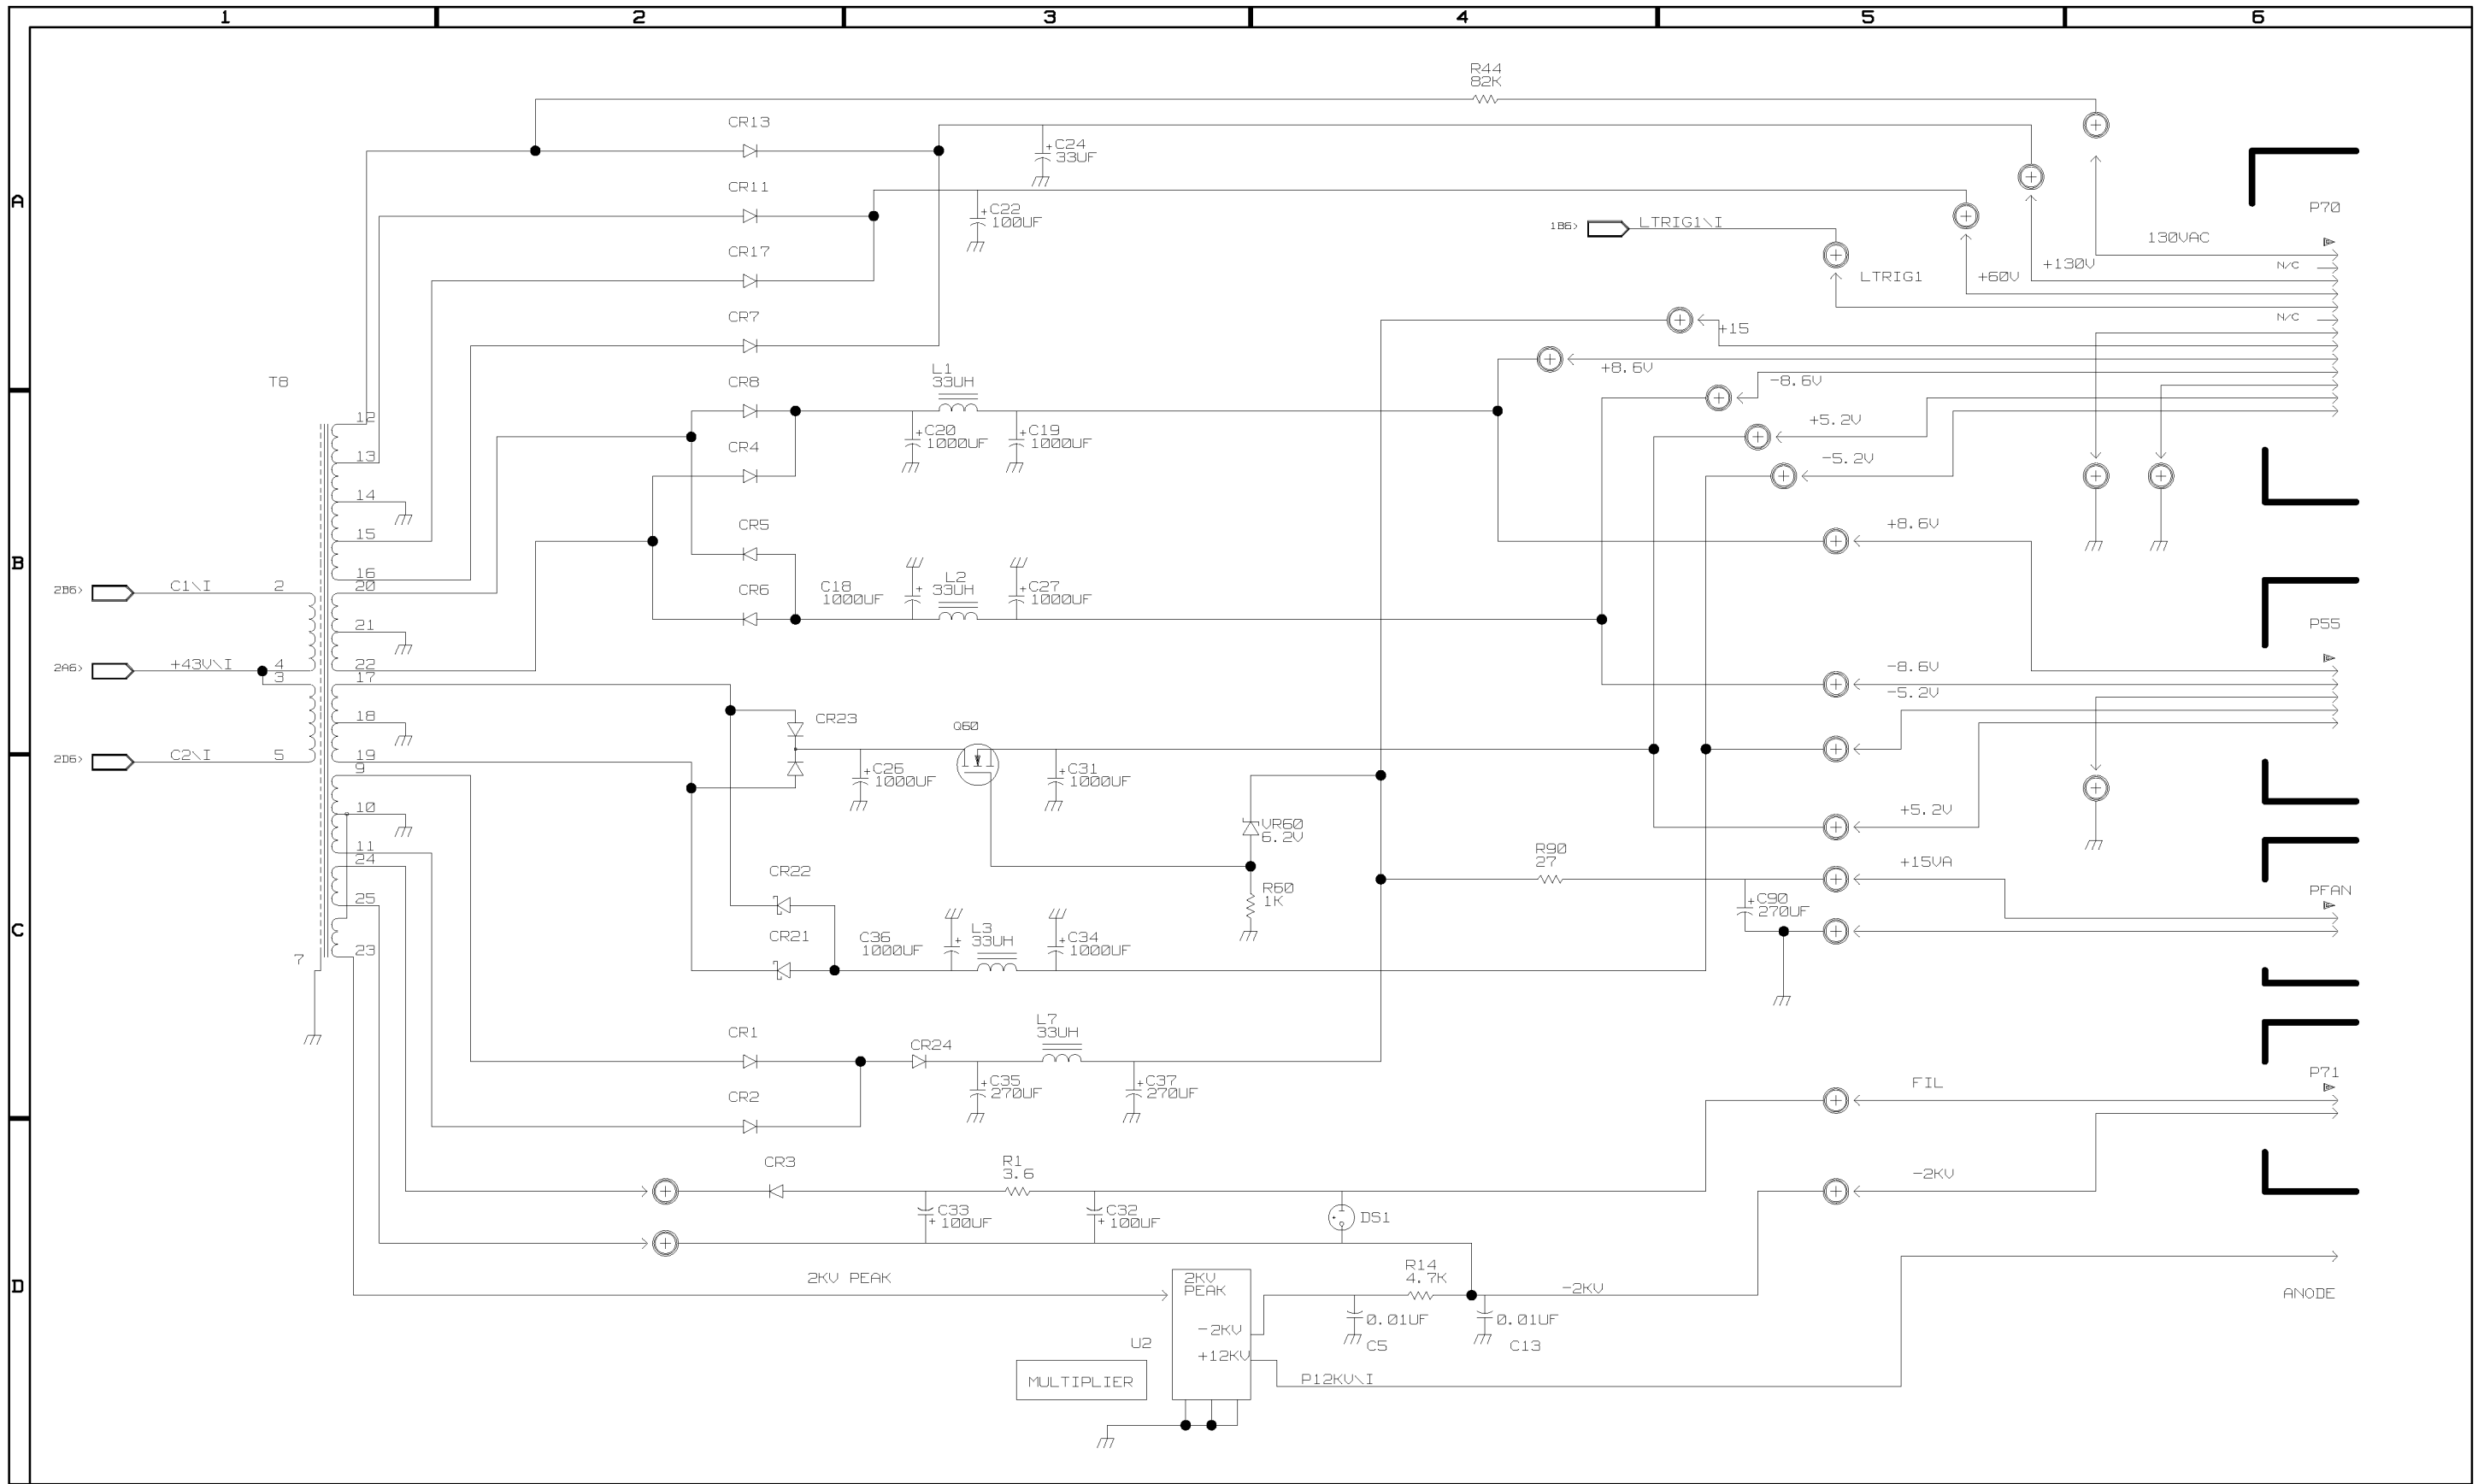 1 2 3 4 5 6
R44
82K
CR13
+ C24
33UF
A
CR11
+ C22
100UF
P70
1B6> LTRIG1\I
130VAC
CR17
+130V
N/C
LTRIG1
+60V
CR7
N/C
+15
+8.6V
T8
CR8
L1
33UH
-8.6V
12
+ C20
1000UF
+ C19
1000UF
+5.2V
CR4
13
-5.2V
14
CR5
+8.6V
15
B
16
2B6> C1\I 2
20
CR6
C18
1000UF
+
L2
33UH
+ C27
1000UF
21
P55
2A6> +43V\I 4
22
-8.6V
3
17
-5.2V
18
CR23
Q60
2D6> C2\I 5
19
9
+ C26
1000UF
+ C31
1000UF
10
+5.2V
VR60
6.2V
11
24
R90
27
+15VA
CR22
R60
1K
25
+ C90
270UF
PFAN
C
CR21
C36
1000UF
+
L3
33UH
+ C34
1000UF
7
23
CR1
CR24
L7
33UH
+ C35
270UF
+ C37
270UF
P71
FIL
CR2
CR3
R1
3.6
-2KV
C33
+ 100UF
C32
+ 100UF
DS1
D
2KV PEAK
2KV
PEAK
R14
4.7K
-2KV
ANODE
-2KV
0.01UF
C5
0.01UF
C13
U2
+12KV
MULTIPLIER
P12KV\I